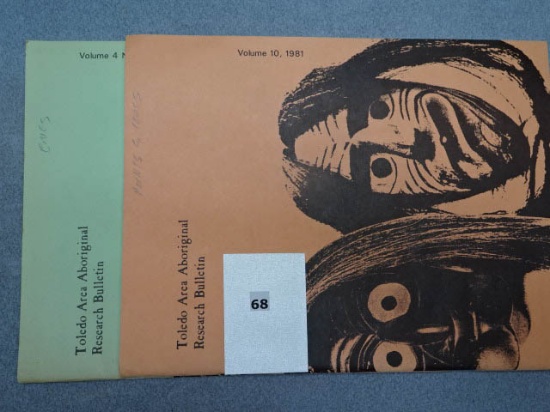 Volume 4
Volume 10, 1981
Toledo Area Aboriginal
Research Bulletin
Toledo Area Aboriginal
Research Bulletin
68